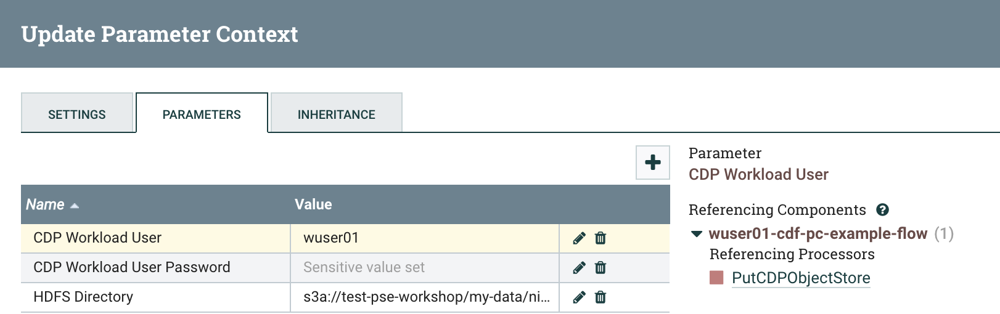 Update Parameter Context
SETTINGS
PARAMETERS
INHERITANCE
Name
Value
CDP Workload User
wuser01
CDP Workload User Password
Sensitive value set
HDFS Directory
s3a://test-pse-workshop/my-data/ni...
Parameter
CDP Workload User
Referencing Components
wuser01-cdf-pc-example-flow (1)
Referencing Processors
PutCDPObjectStore